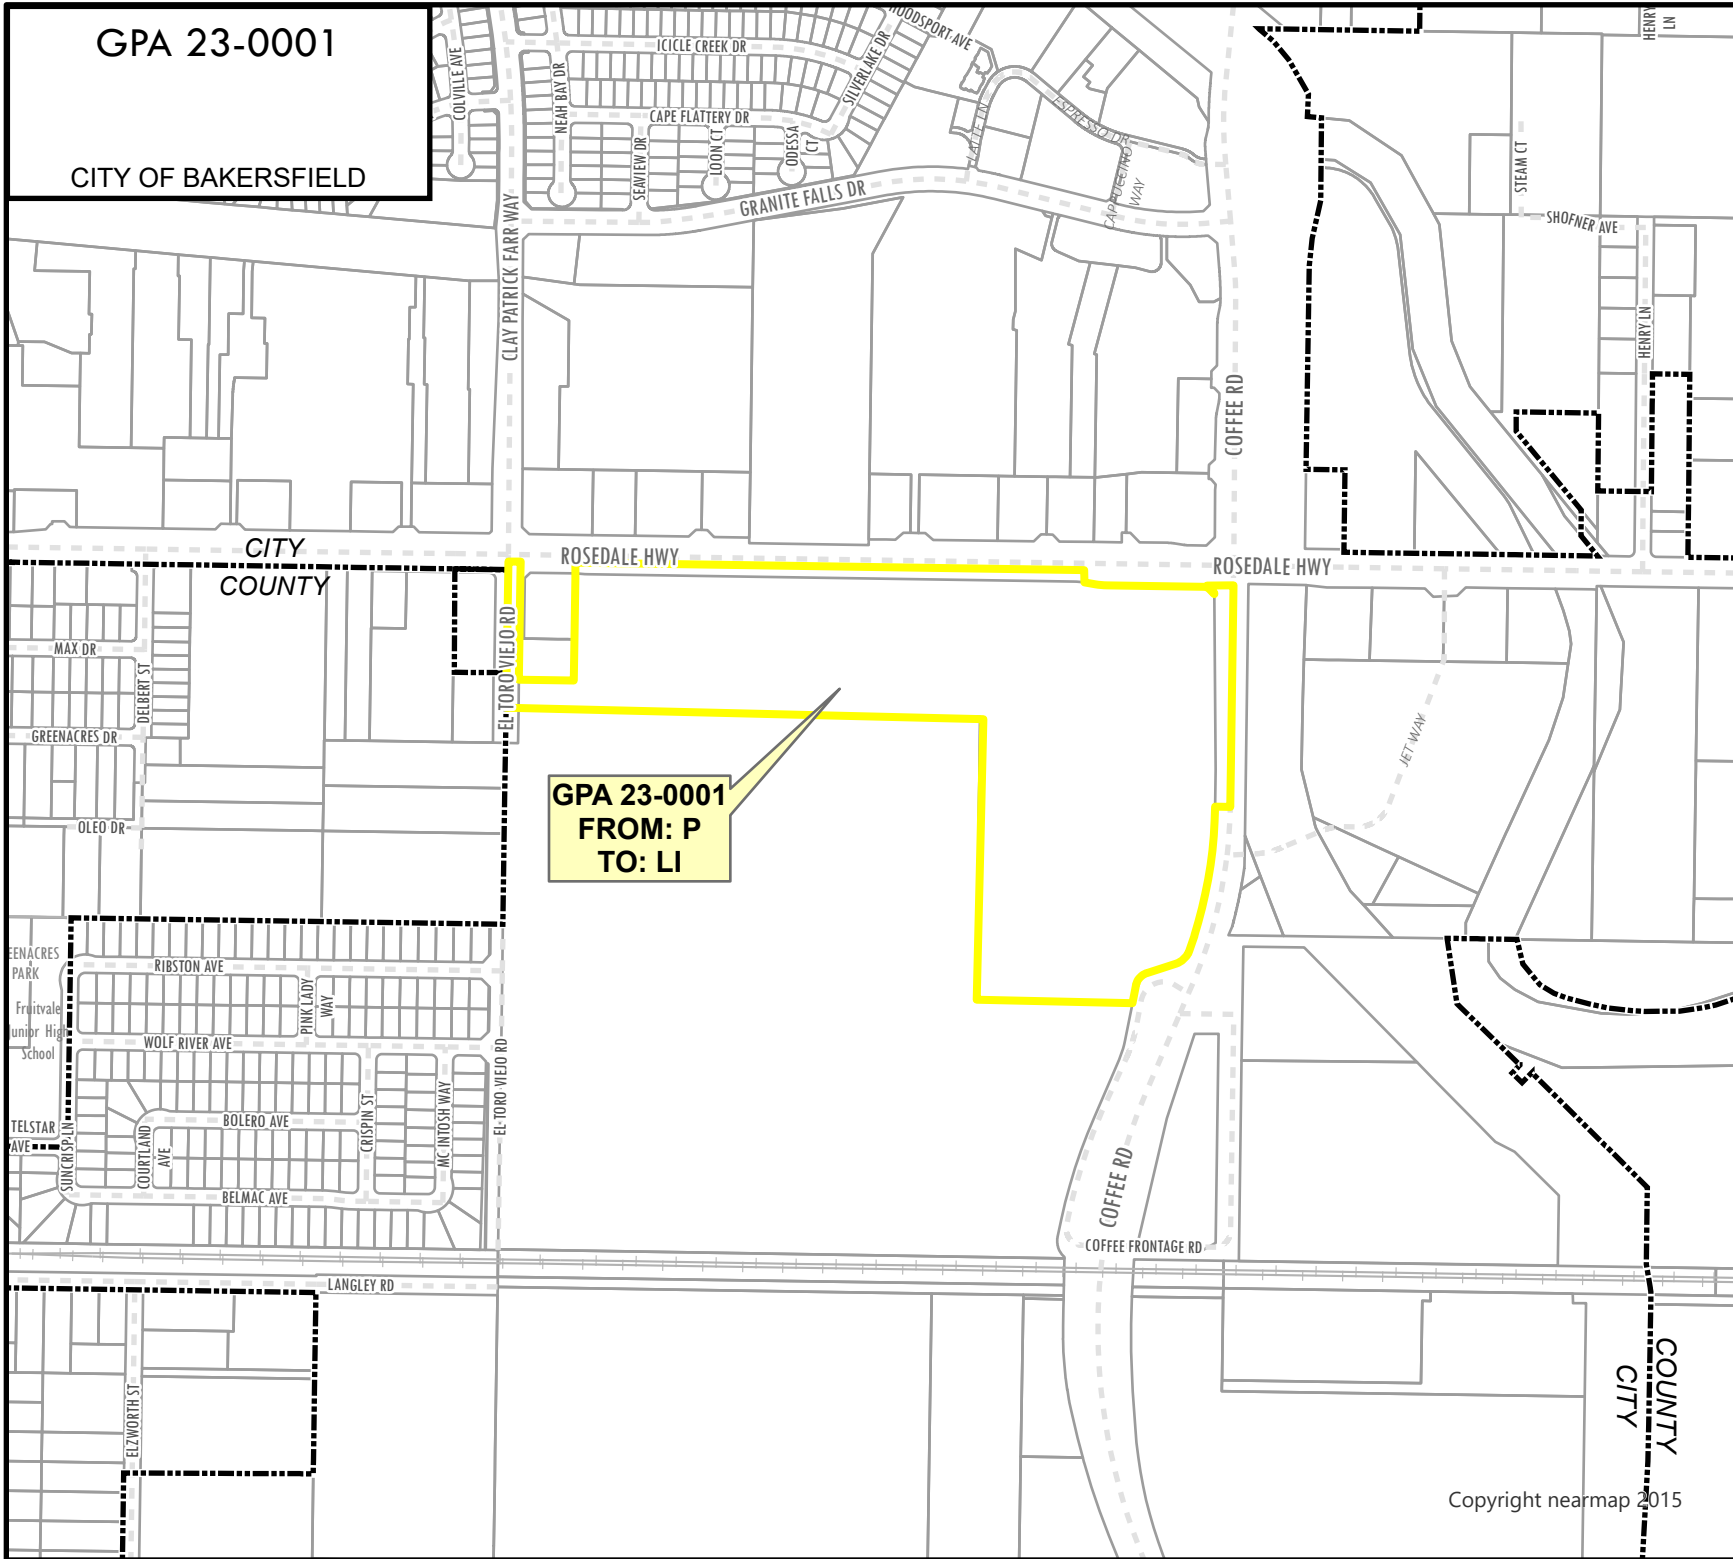 GPA 23-0001
CITY OF BAKERSFIELD
COLVILLE AVE
NEAH BAY DR
ICICLE CREEK DR
SILVERLAKE DR
HENRY
LN
CAPE FLATTERY DR
SEAVIEW DR
LOON CT
ODESSA
CT
LATTE LN
ESPRESSO DR
CAPPUCCINO
WAY
GRANITE FALLS DR
STEAM CT
SHOFNER AVE
HENRY LN
CLAY PATRICK FARR WAY
COFFEE RD
CITY
COUNTY
ROSEDALE HWY
ROSEDALE HWY
EL TORO VIEJO RD
MAX DR
DELBERT ST
GREENACRES DR
OLEO DR
JET WAY
GPA 23-0001
FROM: P
TO: LI
PARK
Fruitvale
School
RIBSTON AVE
PINK LADY
WAY
WOLF RIVER AVE
EL TORO VIEJO RD
TELSTAR
AVE
SUNCRISP LN
COURTLAND
AVE
BOLERO AVE
CRISPIN ST
MC INTOSH WAY
BELMAC AVE
COFFEE RD
COFFEE FRONTAGE RD
LANGLEY RD
ELZWORTH ST
CITY
COUNTY
Copyright nearmap 2015